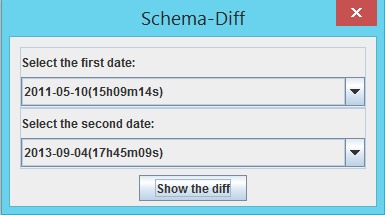 Schema-Diff
Select the first date:
2011-05-10(15h09m14s)
Select the second date:
2013-09-04(17h45m09s)
Show the diff